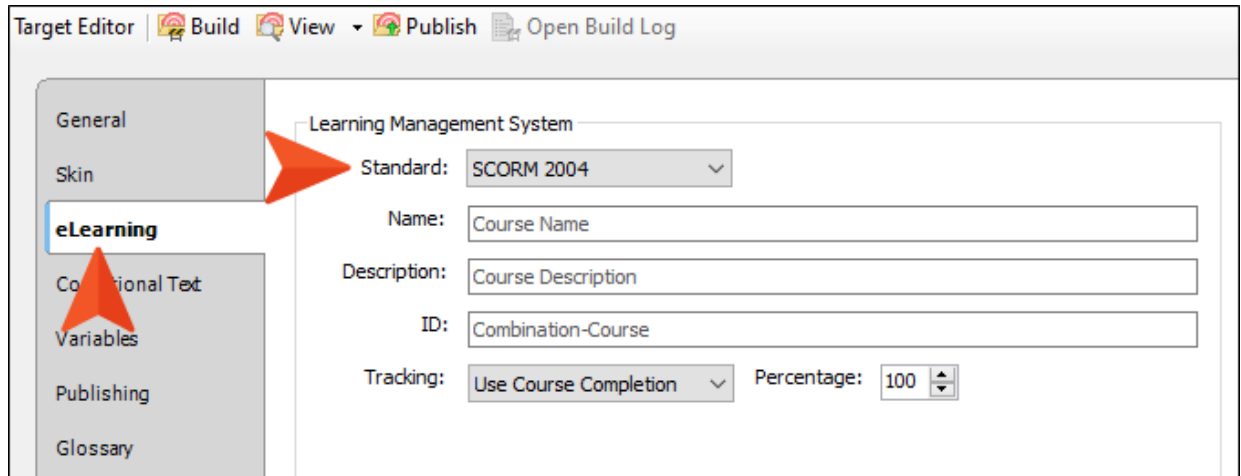 Target Editor Build View Publish Open Build Log
General
Skin
eLearning
Text
Variables
Publishing
Glossary
Learning Management System
Standard: SCORM 2004
Name: Course Name
Description: Course Description
ID: Combination-Course
Tracking: Use Course Completion Percentage: 100